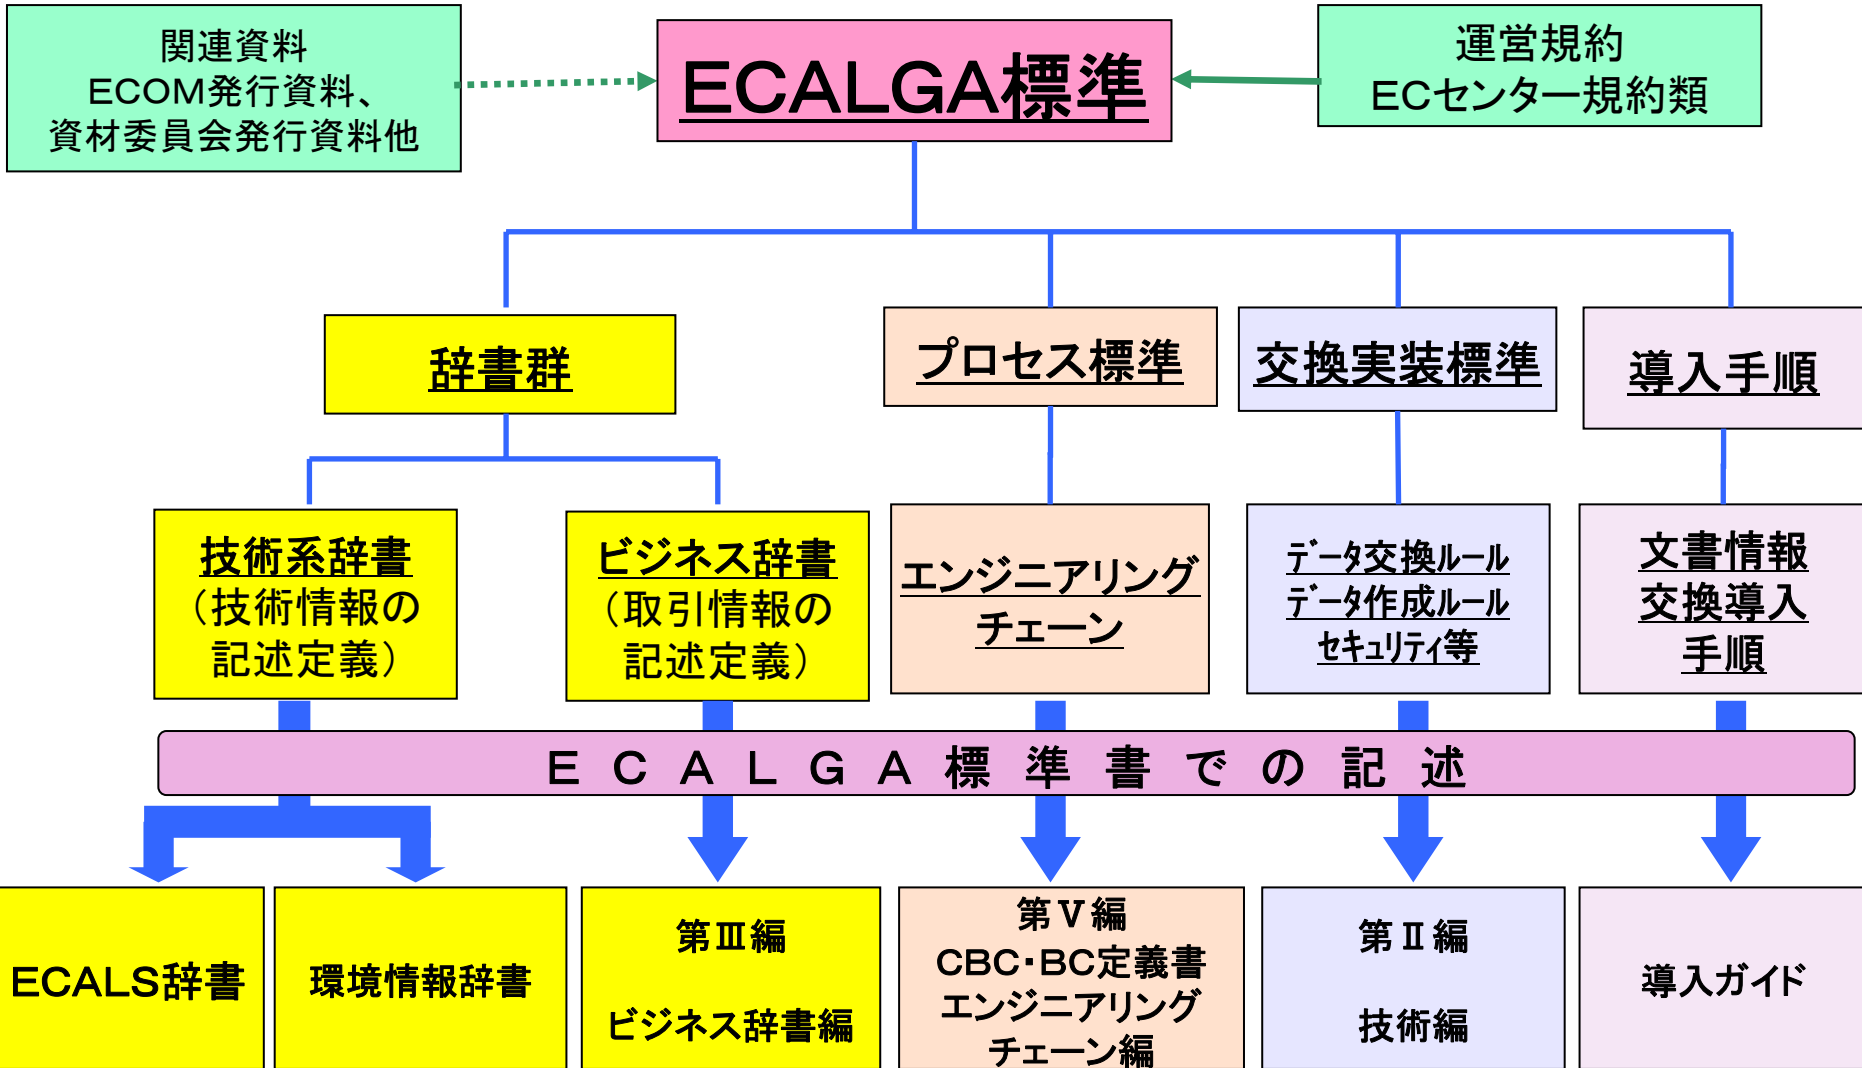 関連資料
ECOM発行資料、
資材委員会発行資料他
ECALGA標準
運営規約
ECセンター規約類
辞書群
プロセス標準
交換実装標準
導入手順
技術系辞書
（技術情報の
記述定義）
ビジネス辞書
（取引情報の
記述定義）
エンジニアリング
チェーン
ﾃﾞｰﾀ交換ﾙｰﾙ
ﾃﾞｰﾀ作成ﾙｰﾙ
ｾｷｭﾘﾃｨ等
文書情報
交換導入
手順
ECALGA標準書での記述
ECALS辞書
環境情報辞書
第Ⅲ編
ビジネス辞書編
第Ⅴ編
CBC・BC定義書
エンジニアリング
チェーン編
第Ⅱ編
技術編
導入ガイド